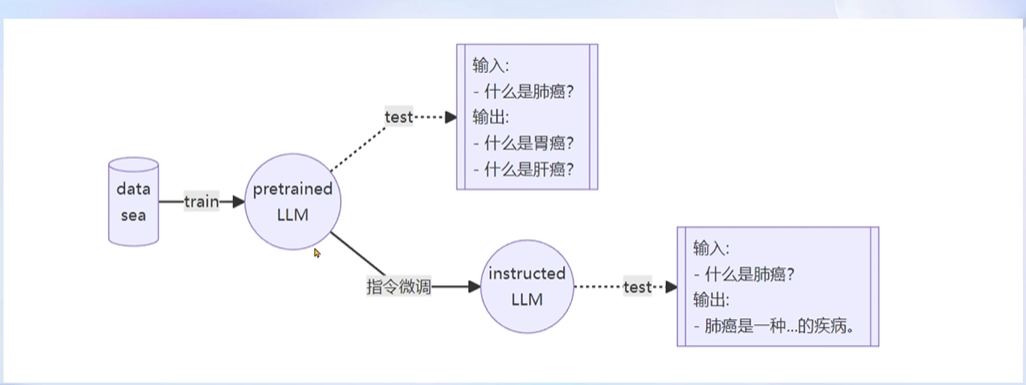 data
sea
train
pretrained
LLM
test
输入:
- 什么是肺癌?
输出:
- 什么是胃癌?
- 什么是肝癌?
指令微调
instructed
LLM
test
输入:
- 什么是肺癌?
输出:
- 肺癌是一种...的疾病。